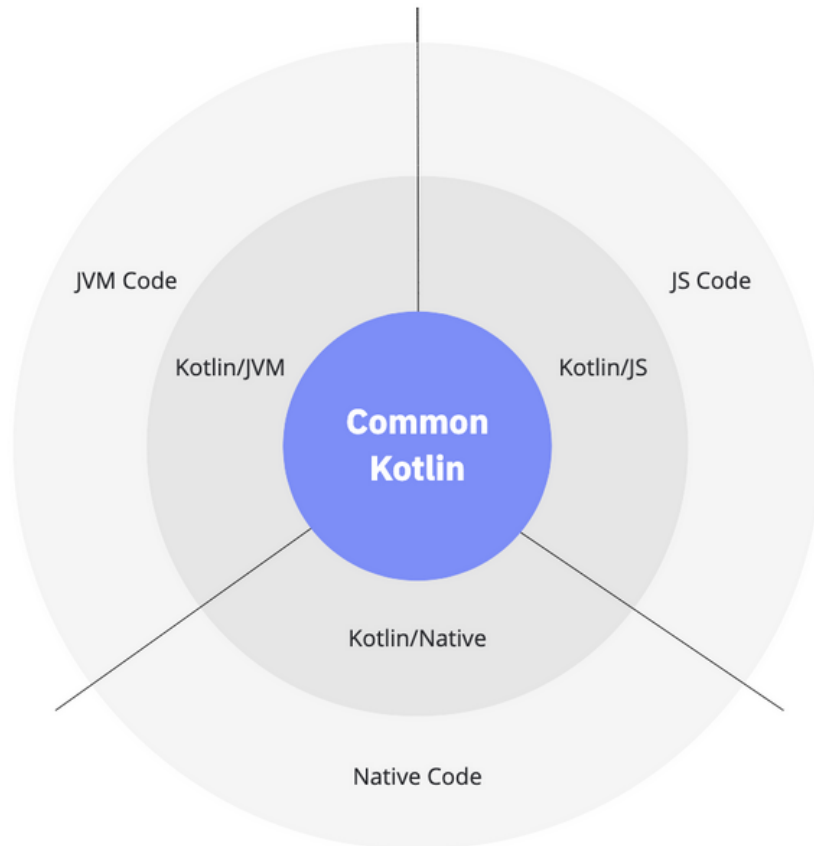 JVM Code
JS Code
Kotlin/JVM
Kotlin/JS
Common
Kotlin
Kotlin/Native
Native Code